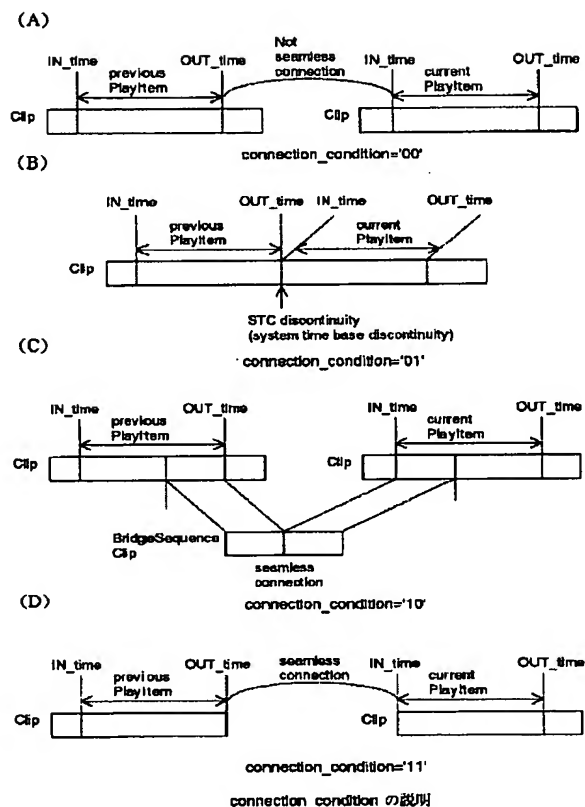 (A)
Not
seamless
connection
IN_time
OUT_time
IN_time
OUT_time
previous
PlayItem
current
PlayItem
Clip
Clip
connection_condition='00'
(B)
IN_time
OUT_time
IN_time
OUT_time
previous
PlayItem
current
PlayItem
Clip
STC discontinuity
(system time base discontinuity)
connection_condition='01'
(C)
IN_time
OUT_time
IN_time
OUT_time
previous
PlayItem
current
PlayItem
Clip
Clip
BridgeSequence
Clip
seamless
connection
connection_condition='10'
(D)
IN_time
OUT_time
seamless
connection
IN_time
OUT_time
previous
PlayItem
current
PlayItem
Clip
Clip
connection_condition='11'
connection_condition の説明